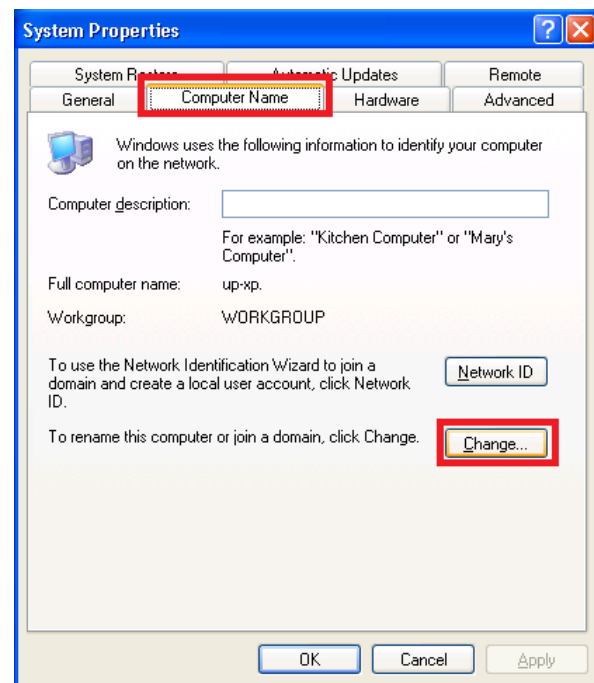 System Properties
System Restore Automatic Updates Remote
General Computer Name Hardware Advanced
Windows uses the following information to identify your computer
on the network.
Computer description:
For example: "Kitchen Computer" or "Mary's
Computer".
Full computer name: up-xp.
Workgroup: WORKGROUP
To use the Network Identification Wizard to join a
domain and create a local user account, click Network
ID.
Network ID
To rename this computer or join a domain, click Change.
Change...
OK Cancel Apply